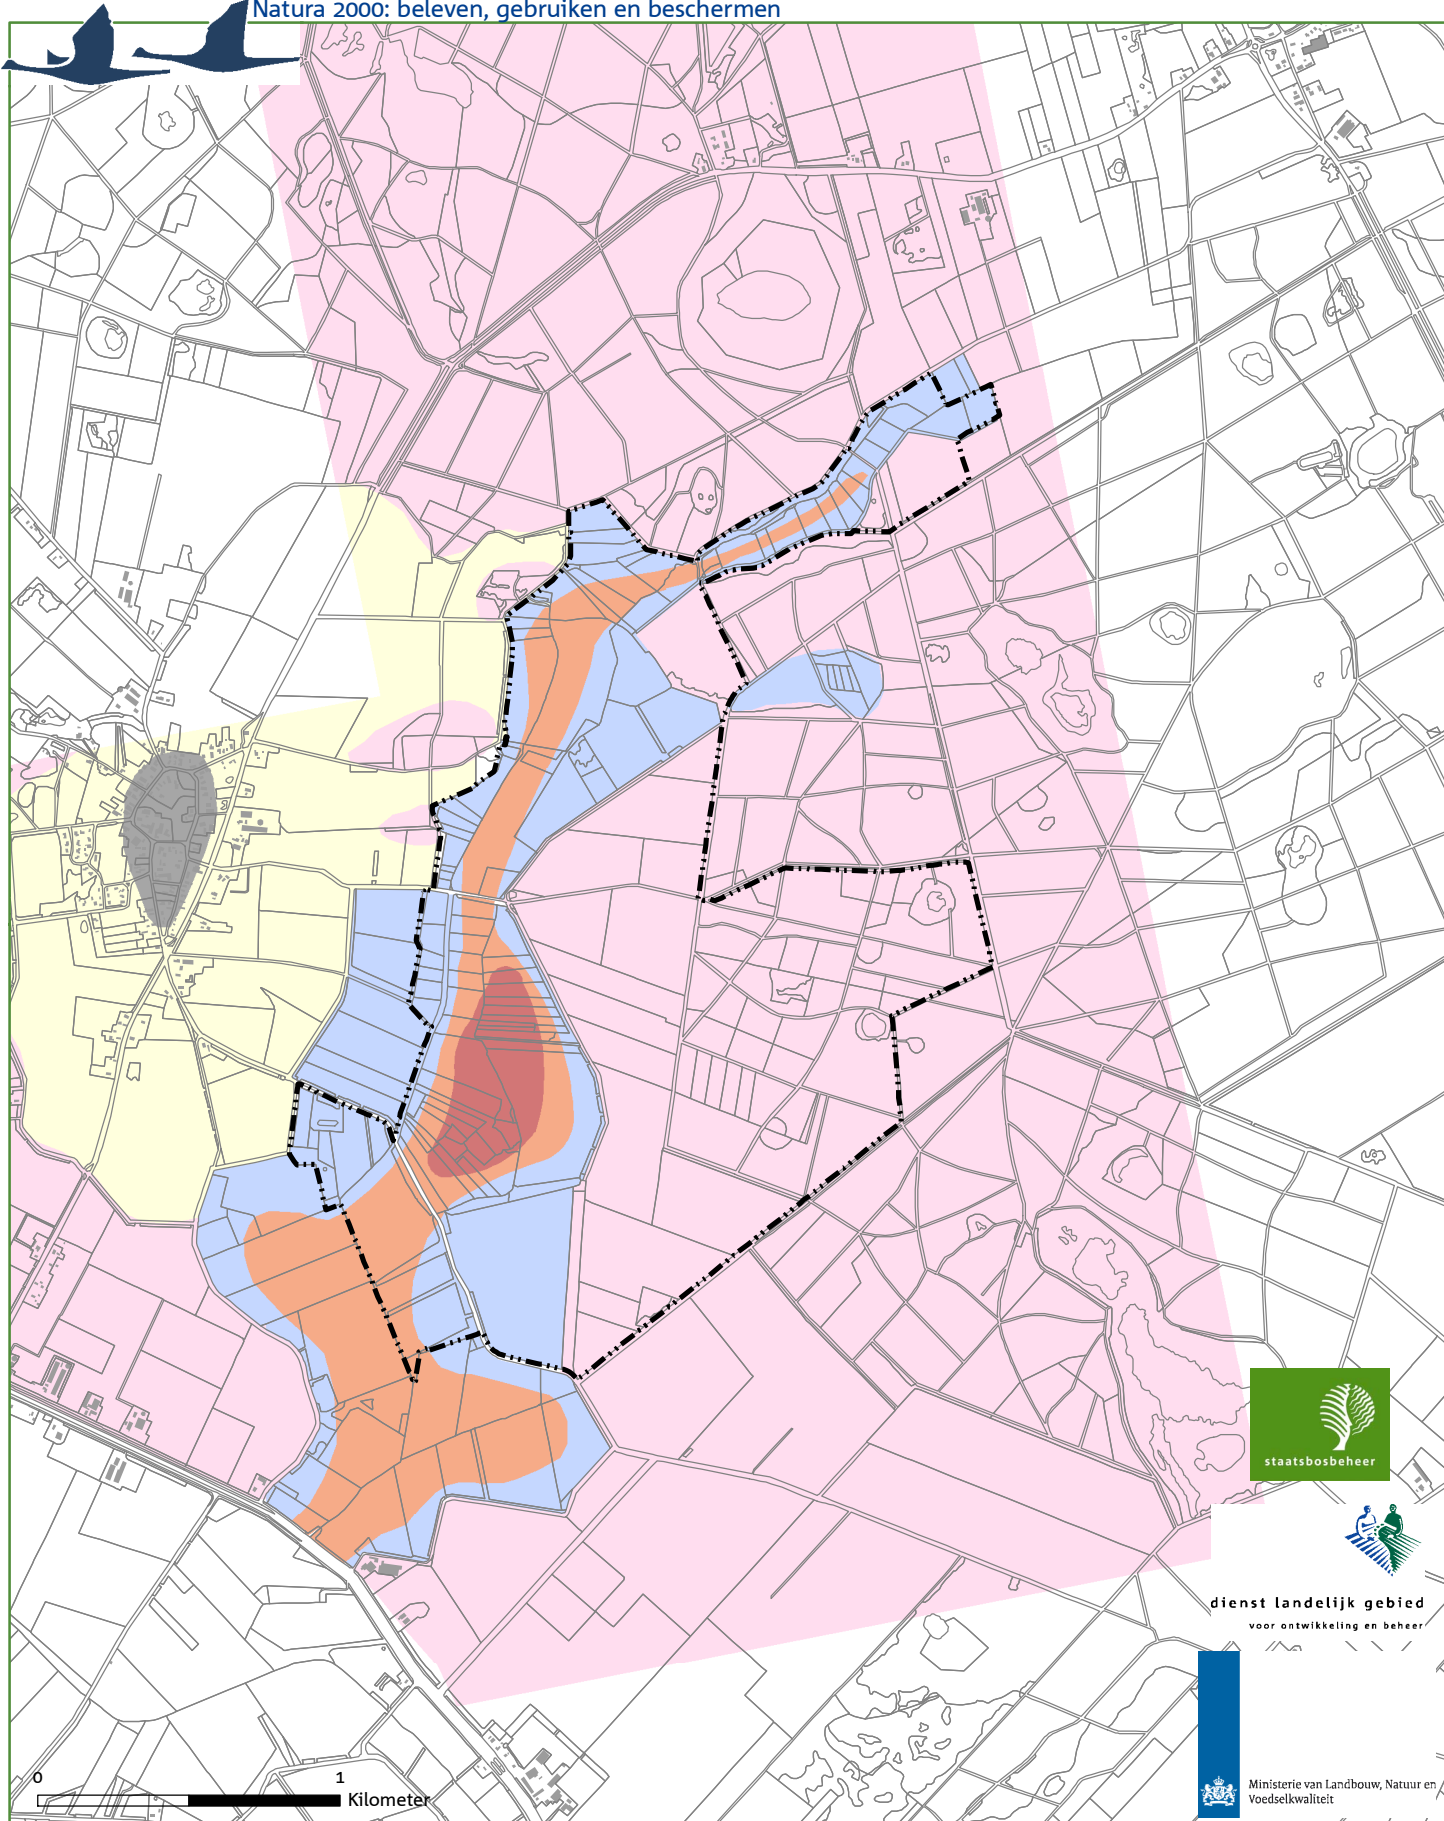 Natura 2000: beleven, gebruiken en beschermen
staatsbosbeheer
dienst landelijk gebied
voor ontwikkeling en beheer
Ministerie van Landbouw, Natuur en
Voedselkwaliteit
0 1
Kilometer